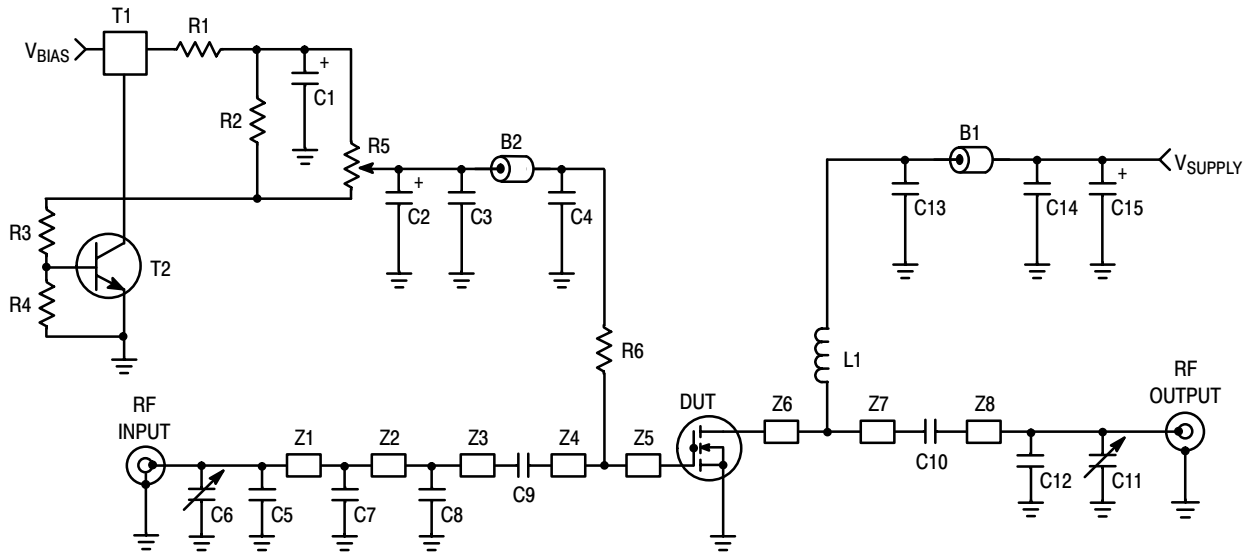 T1
R1
V_BIAS
C1
+
R2
R5
B2
B1
V_SUPPLY
+
C2
C3
C4
C13
C14
+
C15
R3
T2
R4
R6
L1
RF
INPUT
Z1
Z2
Z3
Z4
Z5
DUT
Z6
Z7
Z8
RF
OUTPUT
C9
C10
C6
C5
C7
C8
C12
C11